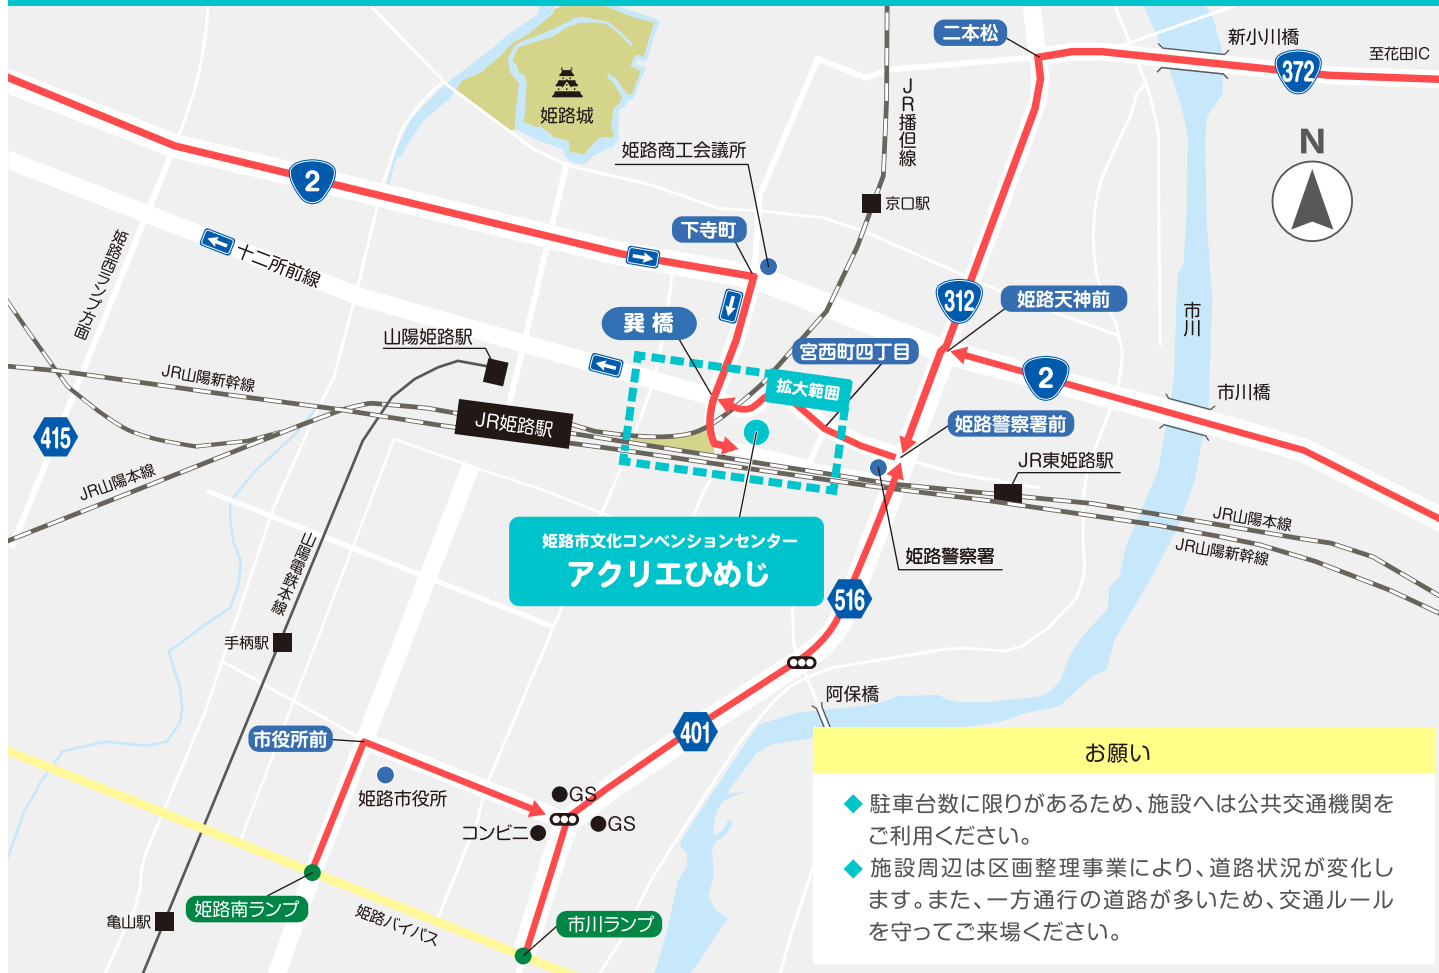 二本松
新小川橋
至花田IC
372
JR播但線
姫路城
N
姫路商工会議所
2
京口駅
下寺町
姫路西ランプ方面
十二所前線
312
姫路天神前
市川
巽橋
山陽姫路駅
宮西町四丁目
2
JR山陽新幹線
拡大範囲
市川橋
415
JR姫路駅
姫路警察署前
JR東姫路駅
JR山陽本線
JR山陽本線
姫路市文化コンベンションセンター
アクリエひめじ
姫路警察署
JR山陽新幹線
山陽電鉄本線
516
手柄駅
阿保橋
市役所前
401
お願い
姫路市役所
GS
GS
コンビニ
◆ 駐車台数に限りがあるため、施設へは公共交通機関を
ご利用ください。
◆ 施設周辺は区画整理事業により、道路状況が変化し
ます。また、一方通行の道路が多いため、交通ルール
を守ってご来場ください。
姫路南ランプ
亀山駅
姫路バイパス
市川ランプ